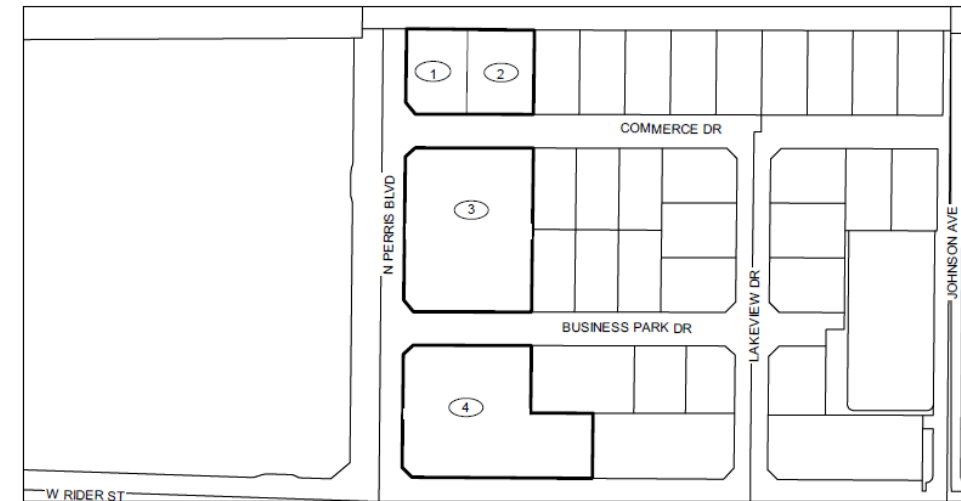 1
2
COMMERCE DR
N PERRIS BLVD
3
JOHNSON AVE
LAKEVIEW DR
BUSINESS PARK DR
4
W RIDER ST